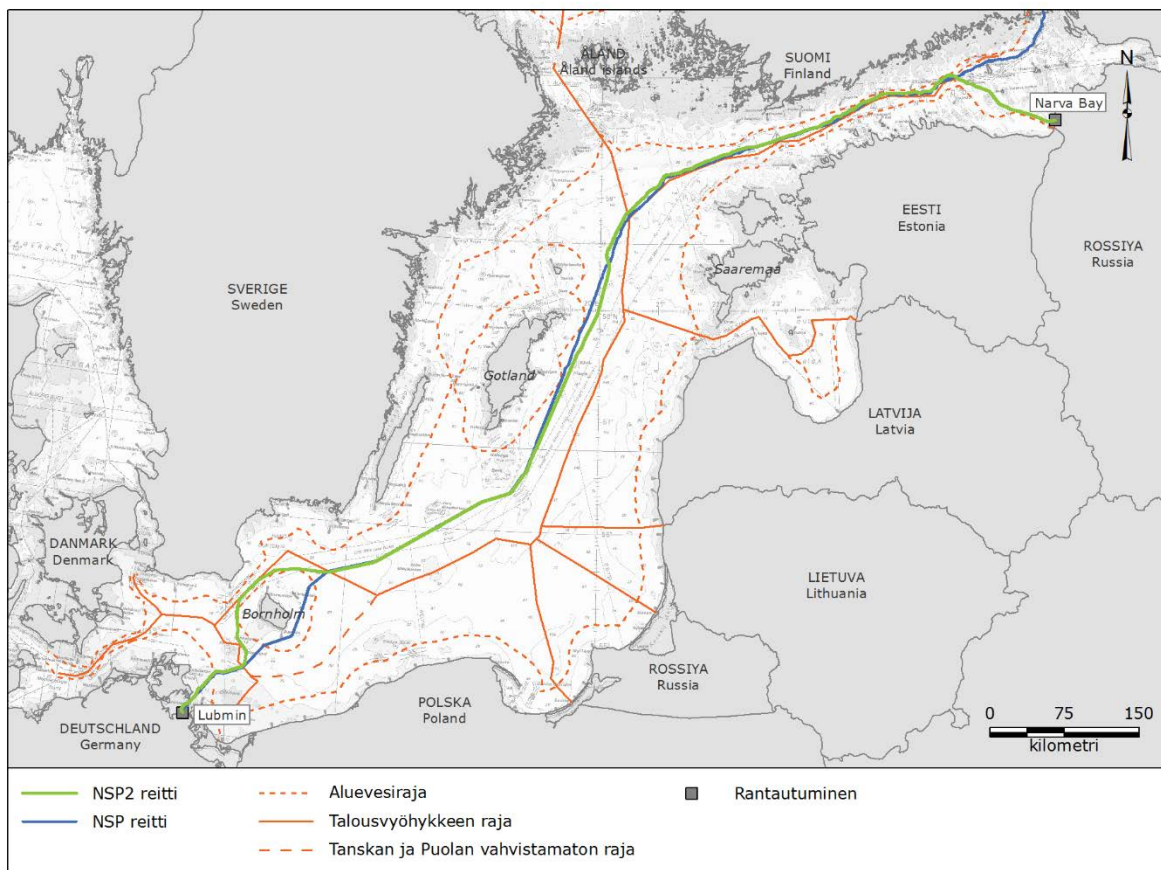 ÅLAND
Åland islands
SUOMI
Finland
N
Narva Bay
EESTI
Estonia
ROSSIYA
Russia
SVERIGE
Sweden
Saaremaa
Gotland
LATVIJA
Latvia
DANMARK
Denmark
LIETUVA
Lithuania
Bornholm
ROSSIYA
Russia
POLSKA
Poland
Lubmin
DEUTSCHLAND
Germany
0 75 150
kilometri
NSP2 reitti
NSP reitti
Aluevesiraja
Talousvyöhykkeen raja
Tanskan ja Puolan vahvistamaton raja
Rantautuminen